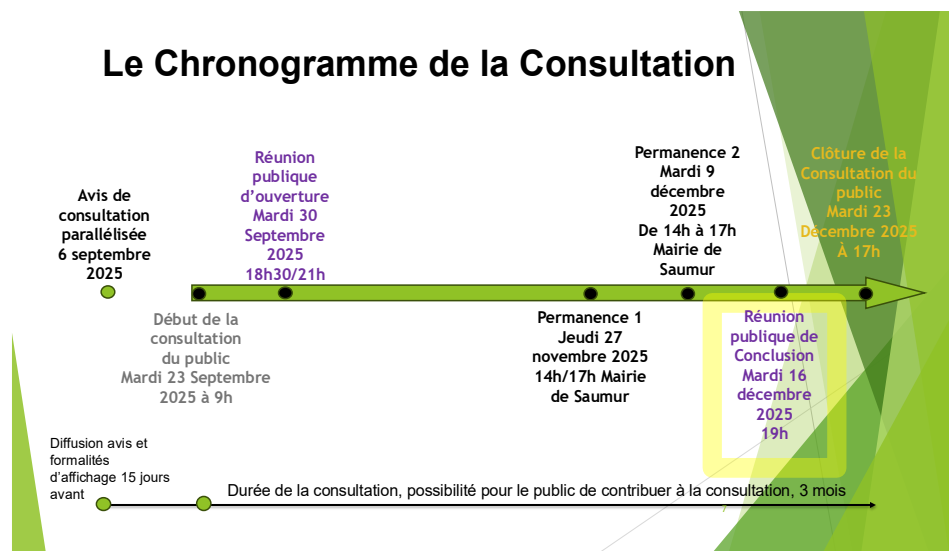 Le Chronogramme de la Consultation
Avis de
consultation
parallélisée
6 septembre
2025
Réunion
publique
d’ouverture
Mardi 30
Septembre
2025
18h30/21h
Permanence 2
Mardi 9
décembre
2025
De 14h à 17h
Mairie de
Saumur
Clôture de la
Consultation du
public
Mardi 23
Décembre 2025
À 17h
Début de la
consultation
du public
Mardi 23 Septembre
2025 à 9h
Permanence 1
Jeudi 27
novembre 2025
14h/17h Mairie
de Saumur
Réunion
publique de
Conclusion
Mardi 16
décembre
2025
19h
Diffusion avis et
formalités
d’affichage 15 jours
avant
Durée de la consultation, possibilité pour le public de contribuer à la consultation, 3 mois
7